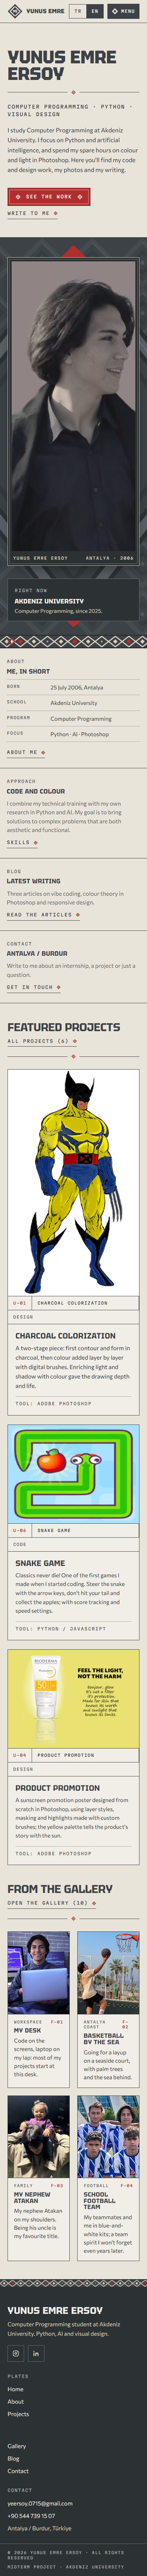 YUNUS EMRE
TR
EN
MENU
YUNUS EMRE
ERSOY
COMPUTER PROGRAMMING · PYTHON ·
VISUAL DESIGN
I study Computer Programming at Akdeniz
University. I focus on Python and artificial
intelligence, and spend my spare hours on colour
and light in Photoshop. Here you'll find my code
and design work, my photos and my writing.
SEE THE WORK
WRITE TO ME
YUNUS EMRE ERSOY
ANTALYA · 2006
RIGHT NOW
AKDENIZ UNIVERSITY
Computer Programming, since 2025.
ABOUT
ME, IN SHORT
BORN
25 July 2006, Antalya
SCHOOL
Akdeniz University
PROGRAM
Computer Programming
FOCUS
Python · AI · Photoshop
ABOUT ME
APPROACH
CODE AND COLOUR
I combine my technical training with my own
research in Python and AI. My goal is to bring
solutions to complex problems that are both
aesthetic and functional.
SKILLS
BLOG
LATEST WRITING
Three articles on vibe coding, colour theory in
Photoshop and responsive design.
READ THE ARTICLES
CONTACT
ANTALYA / BURDUR
Write to me about an internship, a project or just a
question.
GET IN TOUCH
FEATURED PROJECTS
ALL PROJECTS (6)
U-01
CHARCOAL COLORIZATION
DESIGN
CHARCOAL COLORIZATION
A two-stage piece: first contour and form in
charcoal, then colour added layer by layer
with digital brushes. Enriching light and
shadow with colour gave the drawing depth
and life.
TOOL: ADOBE PHOTOSHOP
U-06
SNAKE GAME
CODE
SNAKE GAME
Classics never die! One of the first games I
made when I started coding. Steer the snake
with the arrow keys, don't hit your tail and
collect the apples; with score tracking and
speed settings.
TOOL: PYTHON / JAVASCRIPT
BIODERMA
50+
FEEL THE LIGHT,
NOT THE HARM
U-04
PRODUCT PROMOTION
DESIGN
PRODUCT PROMOTION
A sunscreen promotion poster designed from
scratch in Photoshop, using layer styles,
masking and highlights made with custom
brushes; the yellow palette tells the product's
story with the sun.
TOOL: ADOBE PHOTOSHOP
FROM THE GALLERY
OPEN THE GALLERY (10)
WORKSPACE
F-01
MY DESK
Code on the
screens, laptop on
my lap: most of my
projects start at
this desk.
ANTALYA
COAST
F-
02
BASKETBALL
BY THE SEA
Going for a layup
on a seaside court,
with palm trees
and the sea behind.
FAMILY
F-03
MY NEPHEW
ATAKAN
My nephew Atakan
on my shoulders.
Being his uncle is
my favourite title.
FOOTBALL
F-04
SCHOOL
FOOTBALL
TEAM
My teammates and
me in blue-and-
white kits; a team
spirit I won't forget
even years later.
YUNUS EMRE ERSOY
Computer Programming student at Akdeniz
University. Python, AI and visual design.
in
PLATES
Home
About
Projects
Gallery
Blog
Contact
CONTACT
yeersoy.0715@gmail.com
+90 544 739 15 07
Antalya / Burdur, Türkiye
© 2026 YUNUS EMRE ERSOY · ALL RIGHTS
RESERVED
MIDTERM PROJECT · AKDENIZ UNIVERSITY